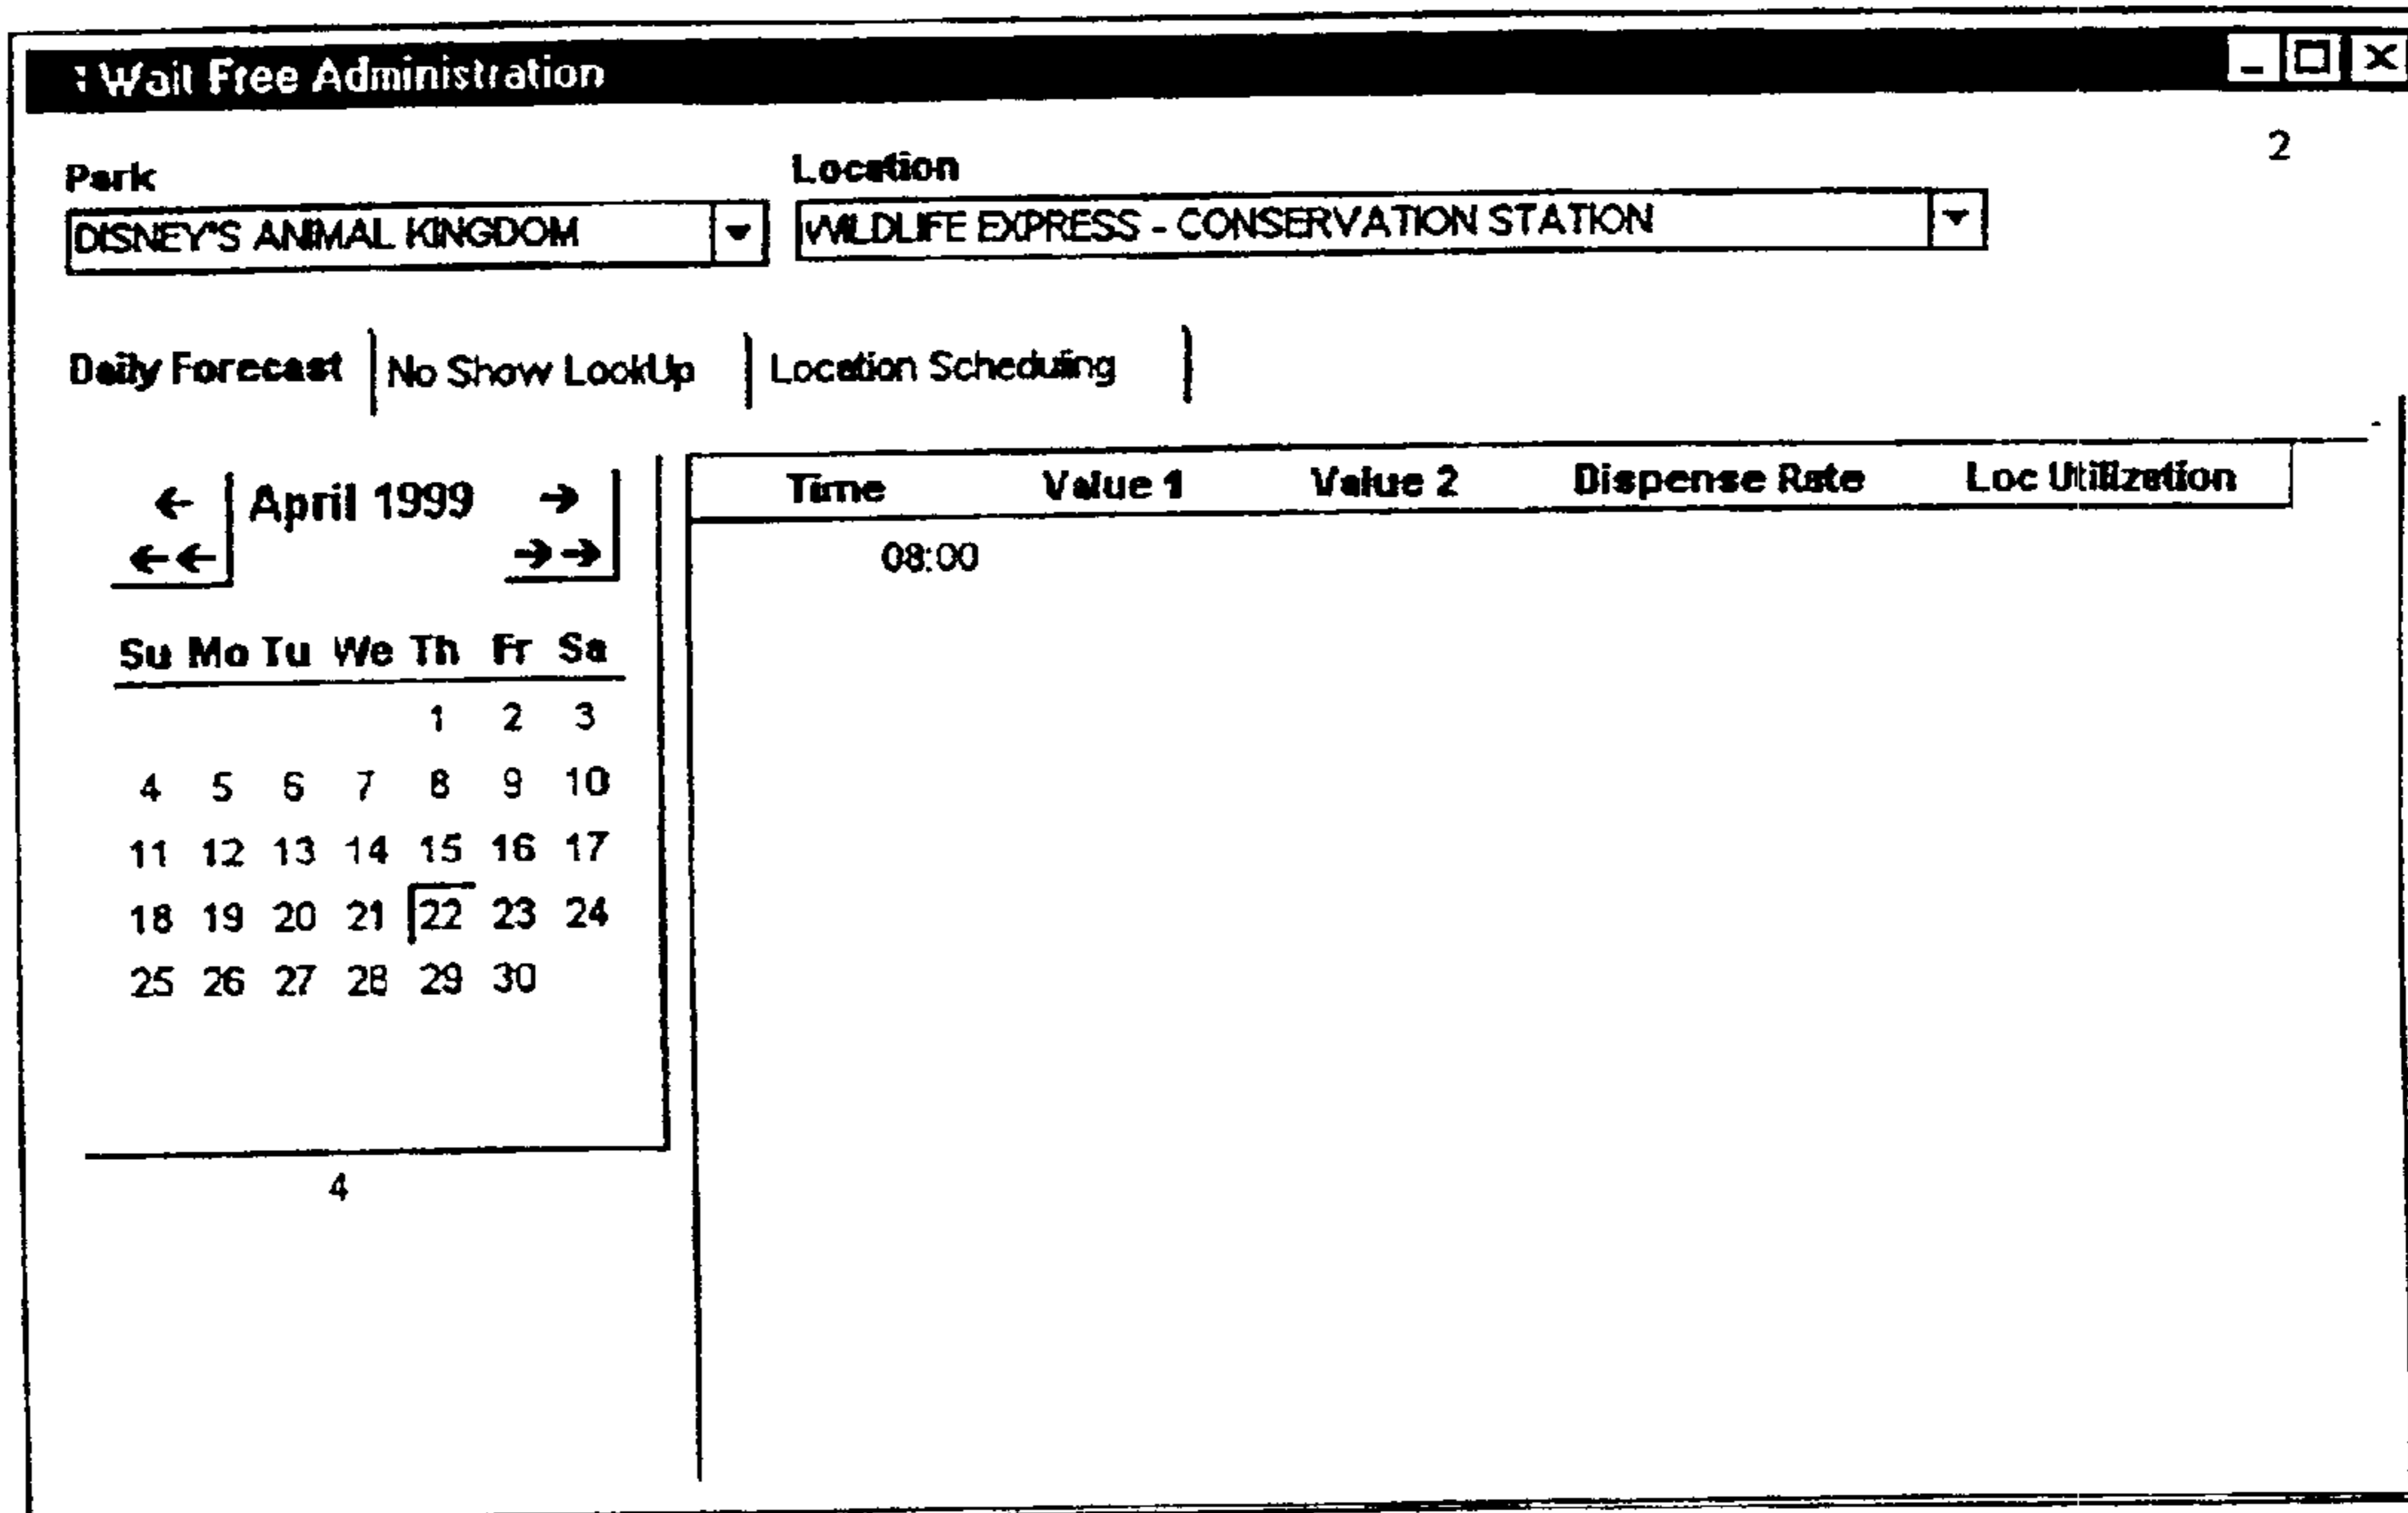 Wait Free Administration
2
Park Location
DISNEY'S ANIMAL KINGDOM WILDLIFE EXPRESS - CONSERVATION STATION
Daily Forecast No Show LookUp Location Scheduling
← April 1999 →
←← →→
Su Mo Tu We Th Fr Sa
1 2 3
4 5 6 7 8 9 10
11 12 13 14 15 16 17
18 19 20 21 22 23 24
25 26 27 28 29 30
4
Time Value 1 Value 2 Dispense Rate Loc Utilization
08:00